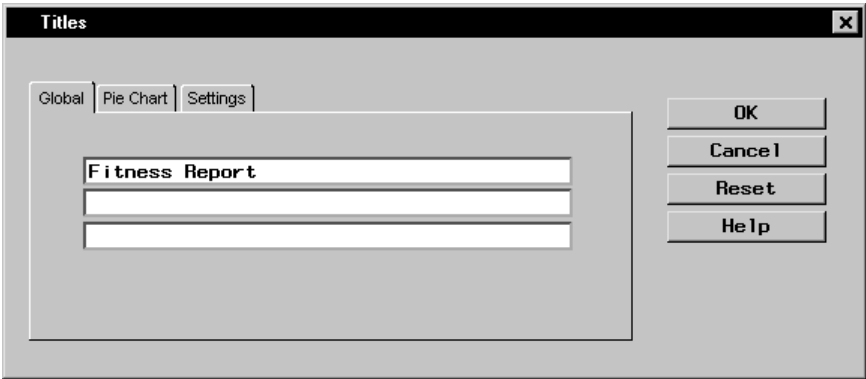 Titles
Global Pie Chart Settings
Fitness Report
OK
Cancel
Reset
Help